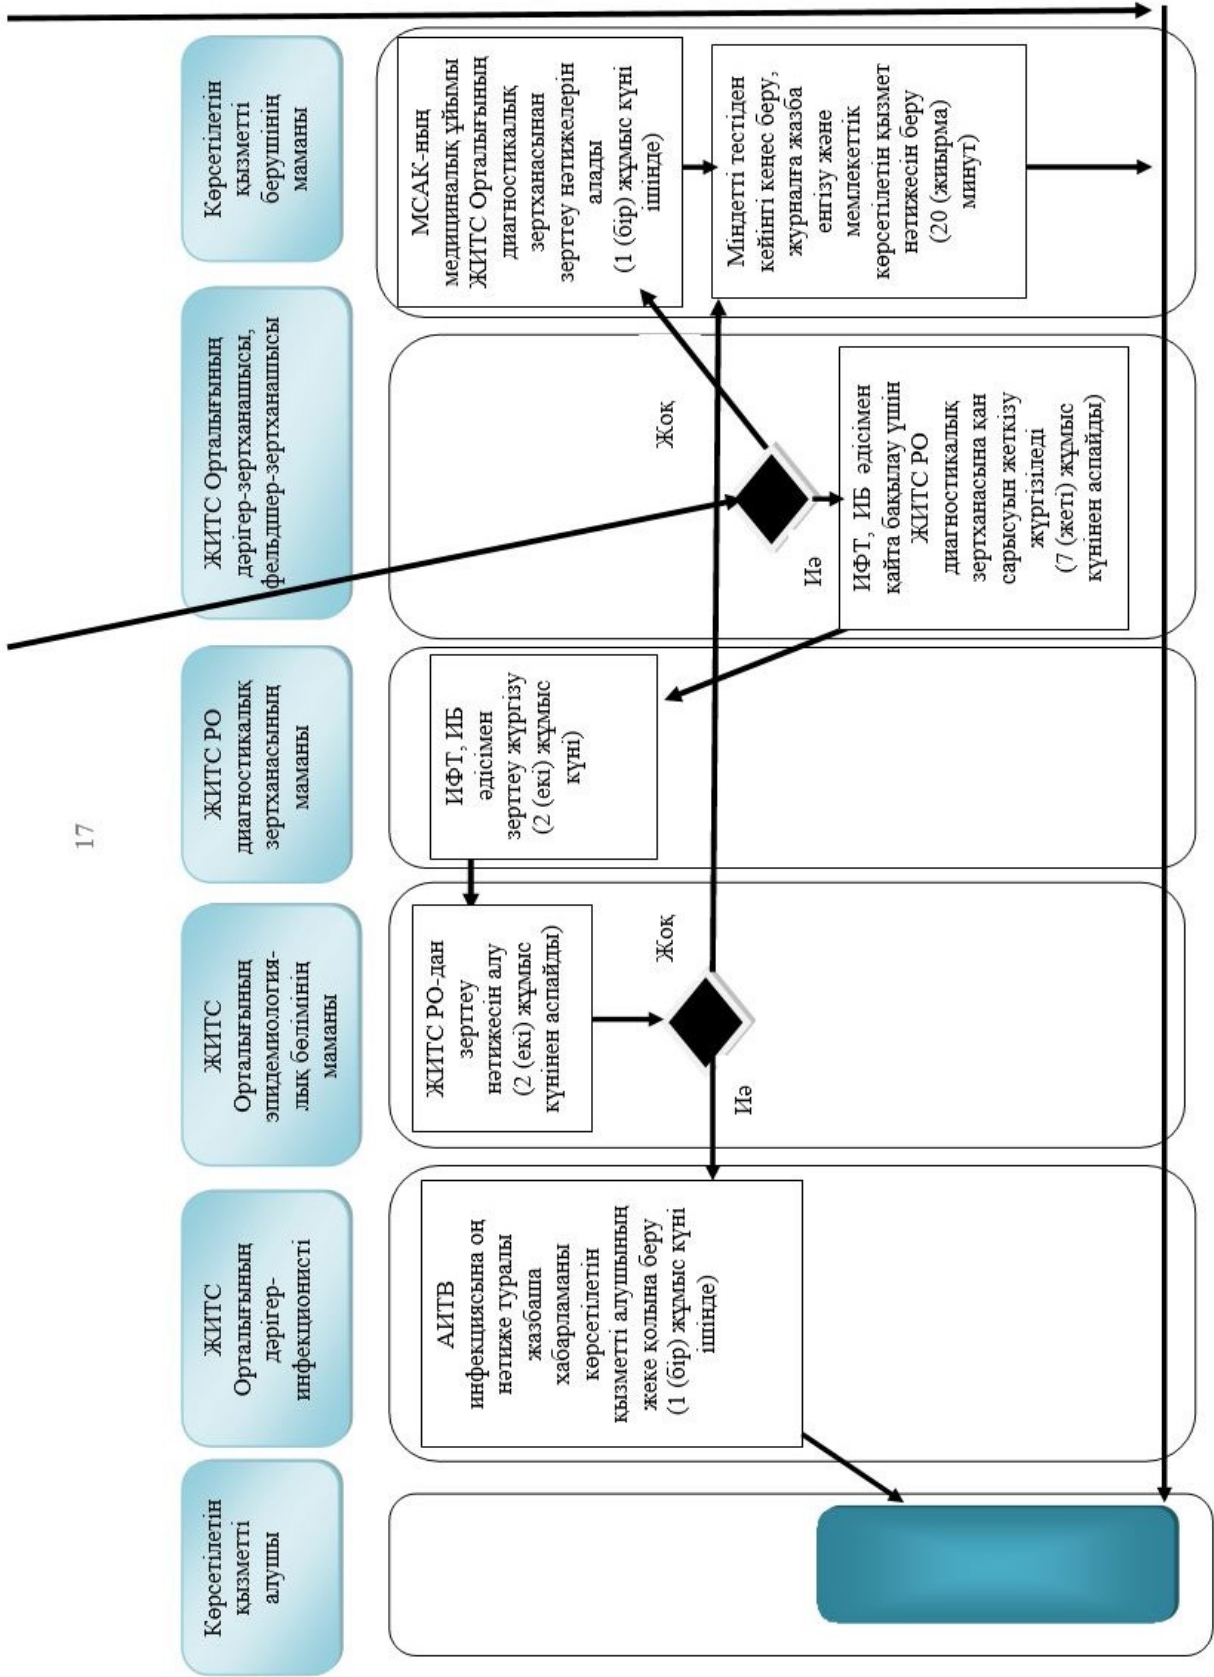 17
Көрсетілетін
қызметті
алушы
ЖИТС
Орталығының
дәрігер-
инфекционисті
ЖИТС
Орталығының
эпидемиология-
лық бөлімінің
маманы
ЖИТС РО
диагностикалық
зертханасының
маманы
ЖИТС Орталығының
дәрігер-зертханашысы,
фельдшер-зертханашысы
Көрсетілетін
қызметті
берушінің
маманы
АИТВ
инфекциясына оң
нәтиже туралы
жазбаша
хабарламаны
көрсетілетін
қызметті алушының
жеке қолына беру
(1 (бір) жұмыс күні
ішінде)
ЖИТС РО-дан
зерттеу
нәтижесін алу
(2 (екі) жұмыс
күнінен аспайды)
Иә
Жоқ
ИФТ, ИБ
әдісімен
зерттеу жүргізу
(2 (екі) жұмыс
күні)
Иә
Жоқ
ИФТ, ИБ әдісімен
қайта бақылау үшін
ЖИТС РО
диагностикалық
зертханасына қан
сарысуын жеткізу
жүргізіледі
(7 (жеті) жұмыс
күнінен аспайды)
МСАК-ның
медициналық ұйымы
ЖИТС Орталығының
диагностикалық
зертханасынан
зерттеу нәтижелерін
алады
(1 (бір) жұмыс күні
ішінде)
Міндетті тестіден
кейінгі кеңес беру,
журналға жазба
енгізу және
мемлекеттік
көрсетілетін қызмет
нәтижесін беру
(20 (жиырма)
минут)